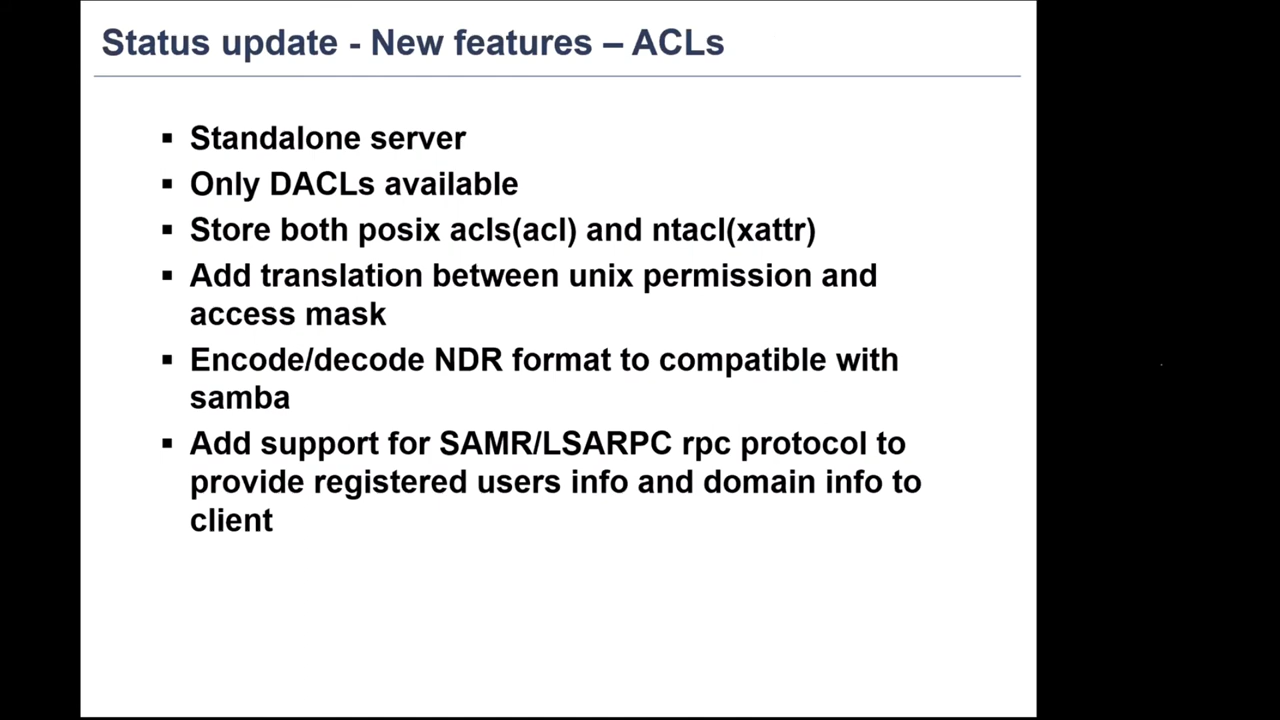 Status update - New features – ACLs
▪ Standalone server
▪ Only DACLs available
▪ Store both posix acls(acl) and ntacl(xattr)
▪ Add translation between unix permission and
access mask
▪ Encode/decode NDR format to compatible with
samba
▪ Add support for SAMR/LSARPC rpc protocol to
provide registered users info and domain info to
client